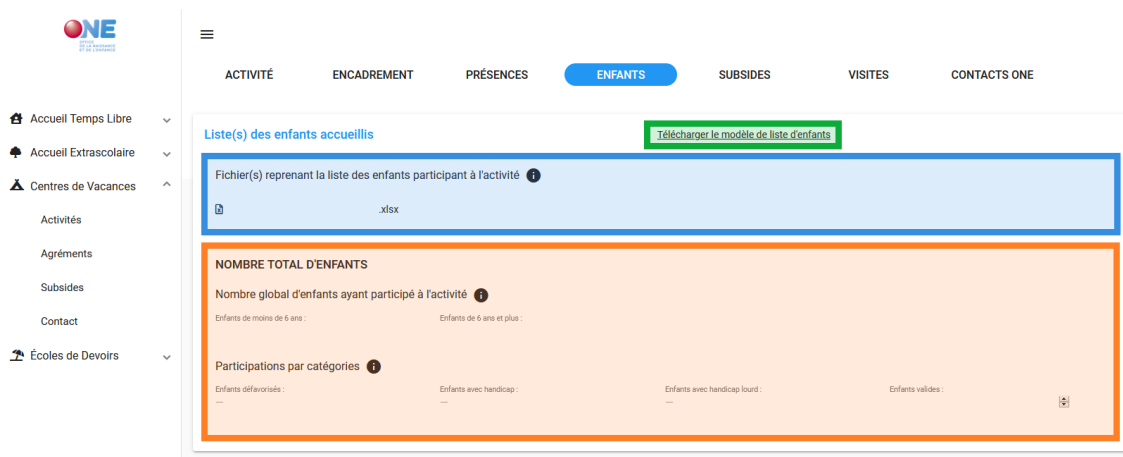 ONE
OFFICE
DE LA NAISSANCE
ET DE L'ENFANCE
ACTIVITÉ ENCADREMENT PRÉSENCES ENFANTS SUBSIDES VISITES CONTACTS ONE
Accueil Temps Libre
Accueil Extrascolaire
Centres de Vacances
Activités
Agréments
Subsides
Contact
Écoles de Devoirs
Liste(s) des enfants accueillis
Télécharger le modèle de liste d'enfants
Fichier(s) reprenant la liste des enfants participant à l'activité i
.xlsx
NOMBRE TOTAL D'ENFANTS
Nombre global d'enfants ayant participé à l'activité i
Enfants de moins de 6 ans : Enfants de 6 ans et plus :
Participations par catégories i
Enfants défavorisés : Enfants avec handicap : Enfants avec handicap lourd : Enfants valides :
--- --- ---